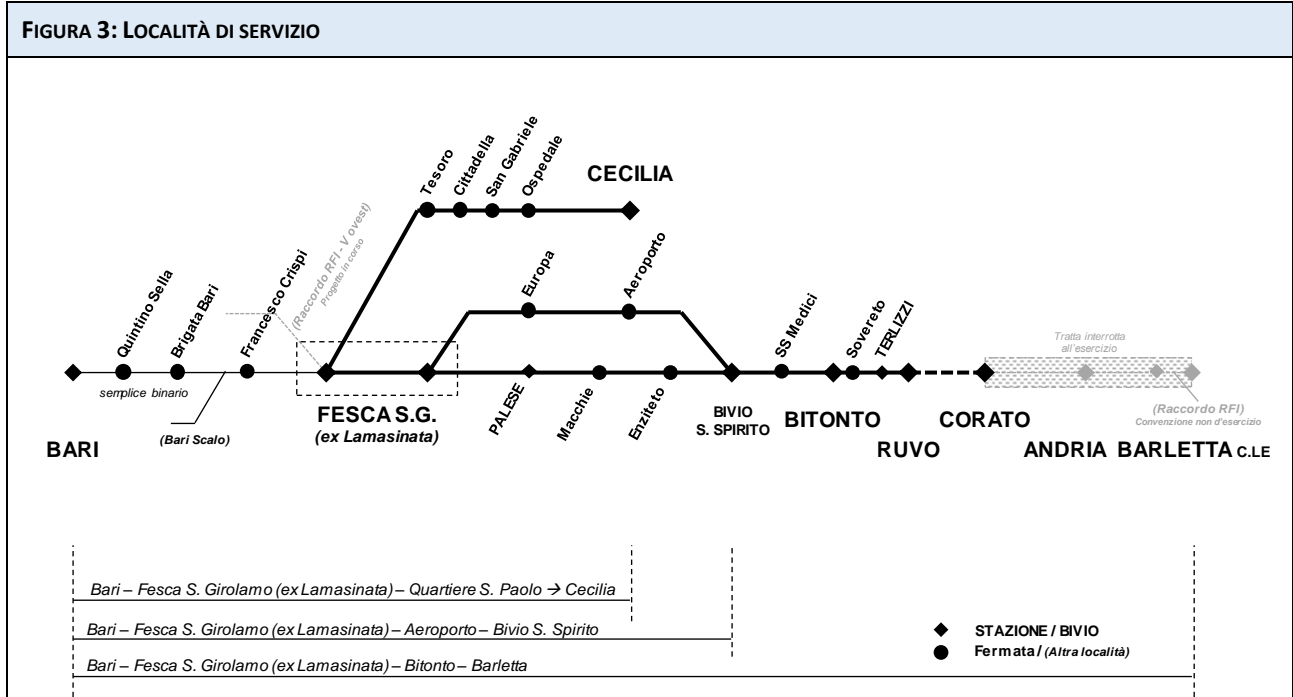 FIGURA 3: LOCALITÀ DI SERVIZIO
Tesoro
Cittadella
San Gabriele
Ospedale
CECILIA
Quintino Sella
Brigata Bari
Francesco Crispi
(Raccordo RFI - V ovest)
Progetto in corso
Europa
Aeroporto
SS Medici
Sovereto
TERLIZZI
Tratta interrotta
all'esercizio
semplice binario
(Bari Scalo)
BARI
FESCA S.G.
(ex Lamasinata)
PALESE
Macchie
Enziteto
BIVIO
S. SPIRITO
BITONTO
RUVO
CORATO
(Raccordo RFI)
Convenzione non d'esercizio
ANDRIA
BARLETTA C.LE
Bari – Fesca S. Girolamo (ex Lamasinata) – Quartiere S. Paolo → Cecilia
Bari – Fesca S. Girolamo (ex Lamasinata) – Aeroporto – Bivio S. Spirito
Bari – Fesca S. Girolamo (ex Lamasinata) – Bitonto – Barletta
STAZIONE / BIVIO
Fermata / (Altra località)